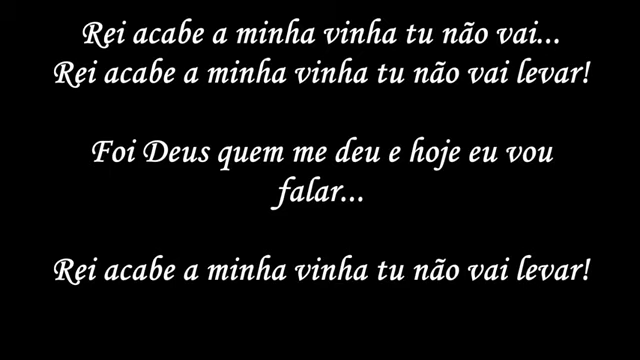 Rei acabe a minha vinha tu não vai...
Rei acabe a minha vinha tu não vai levar!
Foi Deus quem me deu e hoje eu vou
falar...
Rei acabe a minha vinha tu não vai levar!